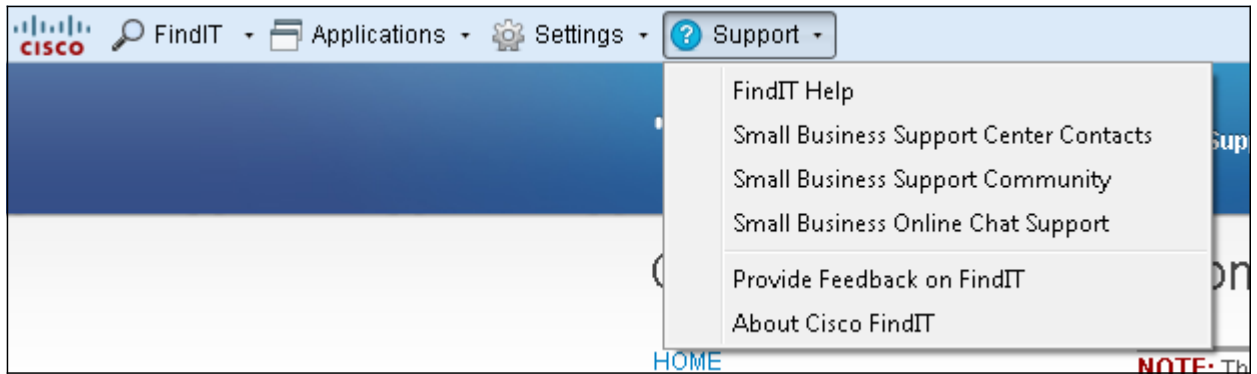 CISCO FindIT Applications Settings Support
FindIT Help
Small Business Support Center Contacts
Small Business Support Community
Small Business Online Chat Support
Provide Feedback on FindIT
About Cisco FindIT
HOME NOTE: